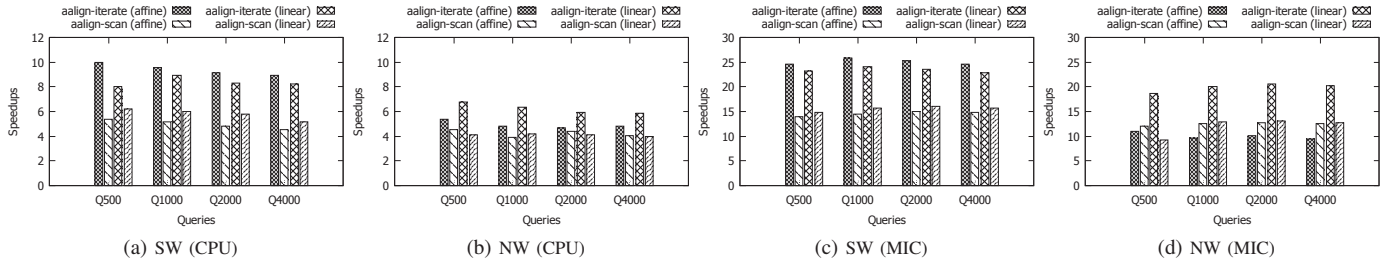 aalign-iterate (affine) aalign-iterate (linear)
aalign-scan (affine) aalign-scan (linear)
12
10
8
6
4
2
0
Speedups
Q500 Q1000 Q2000 Q4000
Queries
(a) SW (CPU)
aalign-iterate (affine) aalign-iterate (linear)
aalign-scan (affine) aalign-scan (linear)
12
10
8
6
4
2
0
Speedups
Q500 Q1000 Q2000 Q4000
Queries
(b) NW (CPU)
aalign-iterate (affine) aalign-iterate (linear)
aalign-scan (affine) aalign-scan (linear)
30
25
20
15
10
5
0
Speedups
Q500 Q1000 Q2000 Q4000
Queries
(c) SW (MIC)
aalign-iterate (affine) aalign-iterate (linear)
aalign-scan (affine) aalign-scan (linear)
30
25
20
15
10
5
0
Speedups
Q500 Q1000 Q2000 Q4000
Queries
(d) NW (MIC)